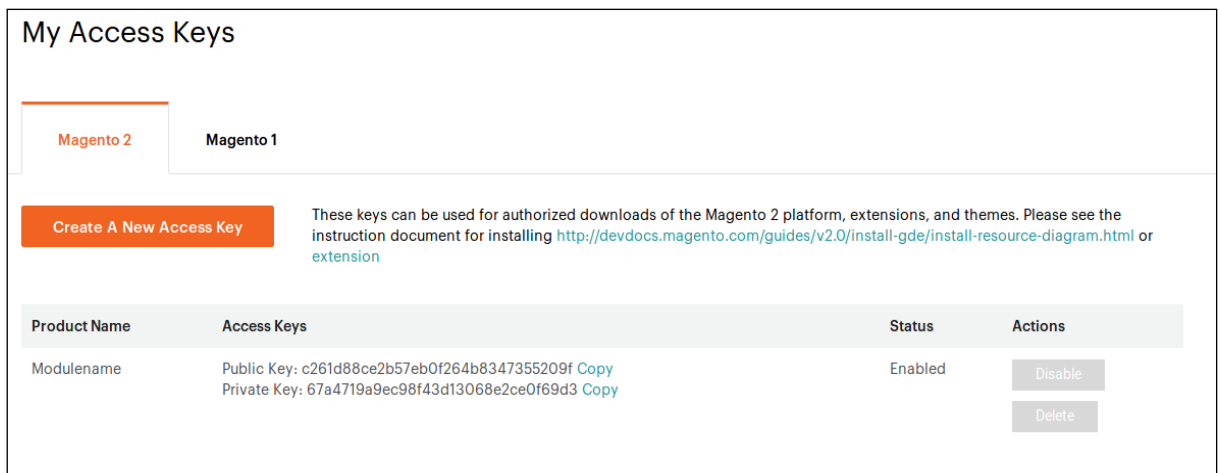 My Access Keys
Magento 2
Magento 1
Create A New Access Key
These keys can be used for authorized downloads of the Magento 2 platform, extensions, and themes. Please see the
instruction document for installing http://devdocs.magento.com/guides/v2.0/install-gde/install-resource-diagram.html or
extension
Product Name Access Keys Status Actions
Modulename Public Key: c261d88ce2b57eb0f264b8347355209f Copy Enabled Disable
Private Key: 67a4719a9ec98f43d13068e2ce0f69d3 Copy
Delete